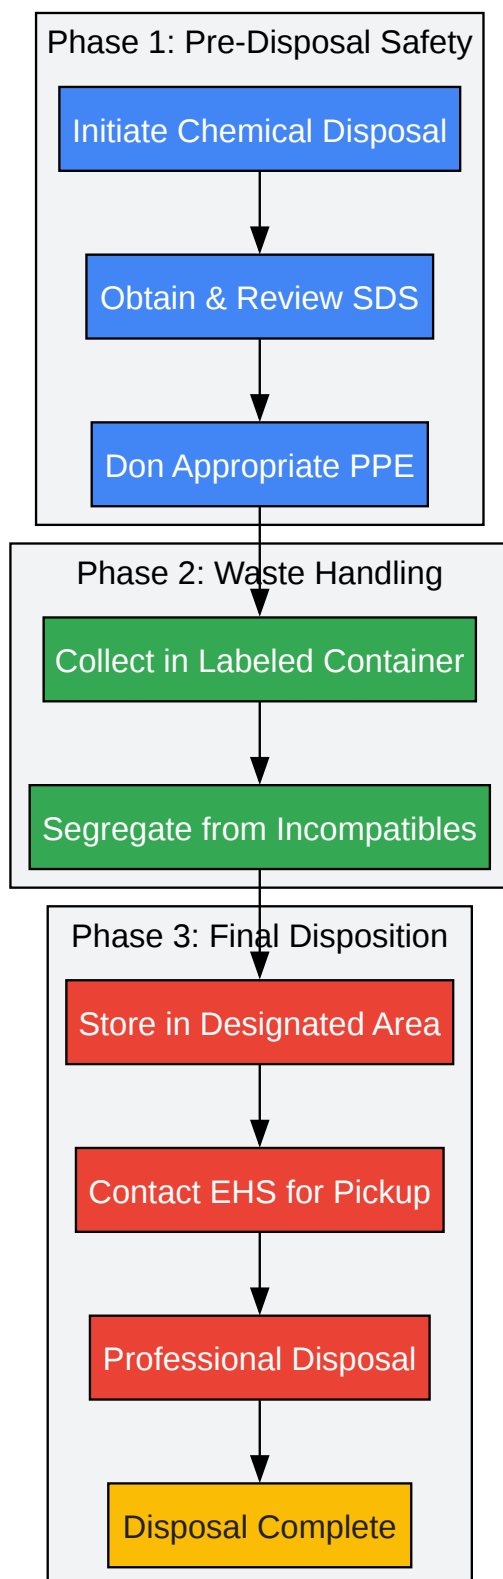 Phase 1: Pre-Disposal Safety
Initiate Chemical Disposal
Obtain & Review SDS
Don Appropriate PPE
Phase 2: Waste Handling
Collect in Labeled Container
Segregate from Incompatibles
Phase 3: Final Disposition
Store in Designated Area
Contact EHS for Pickup
Professional Disposal
Disposal Complete